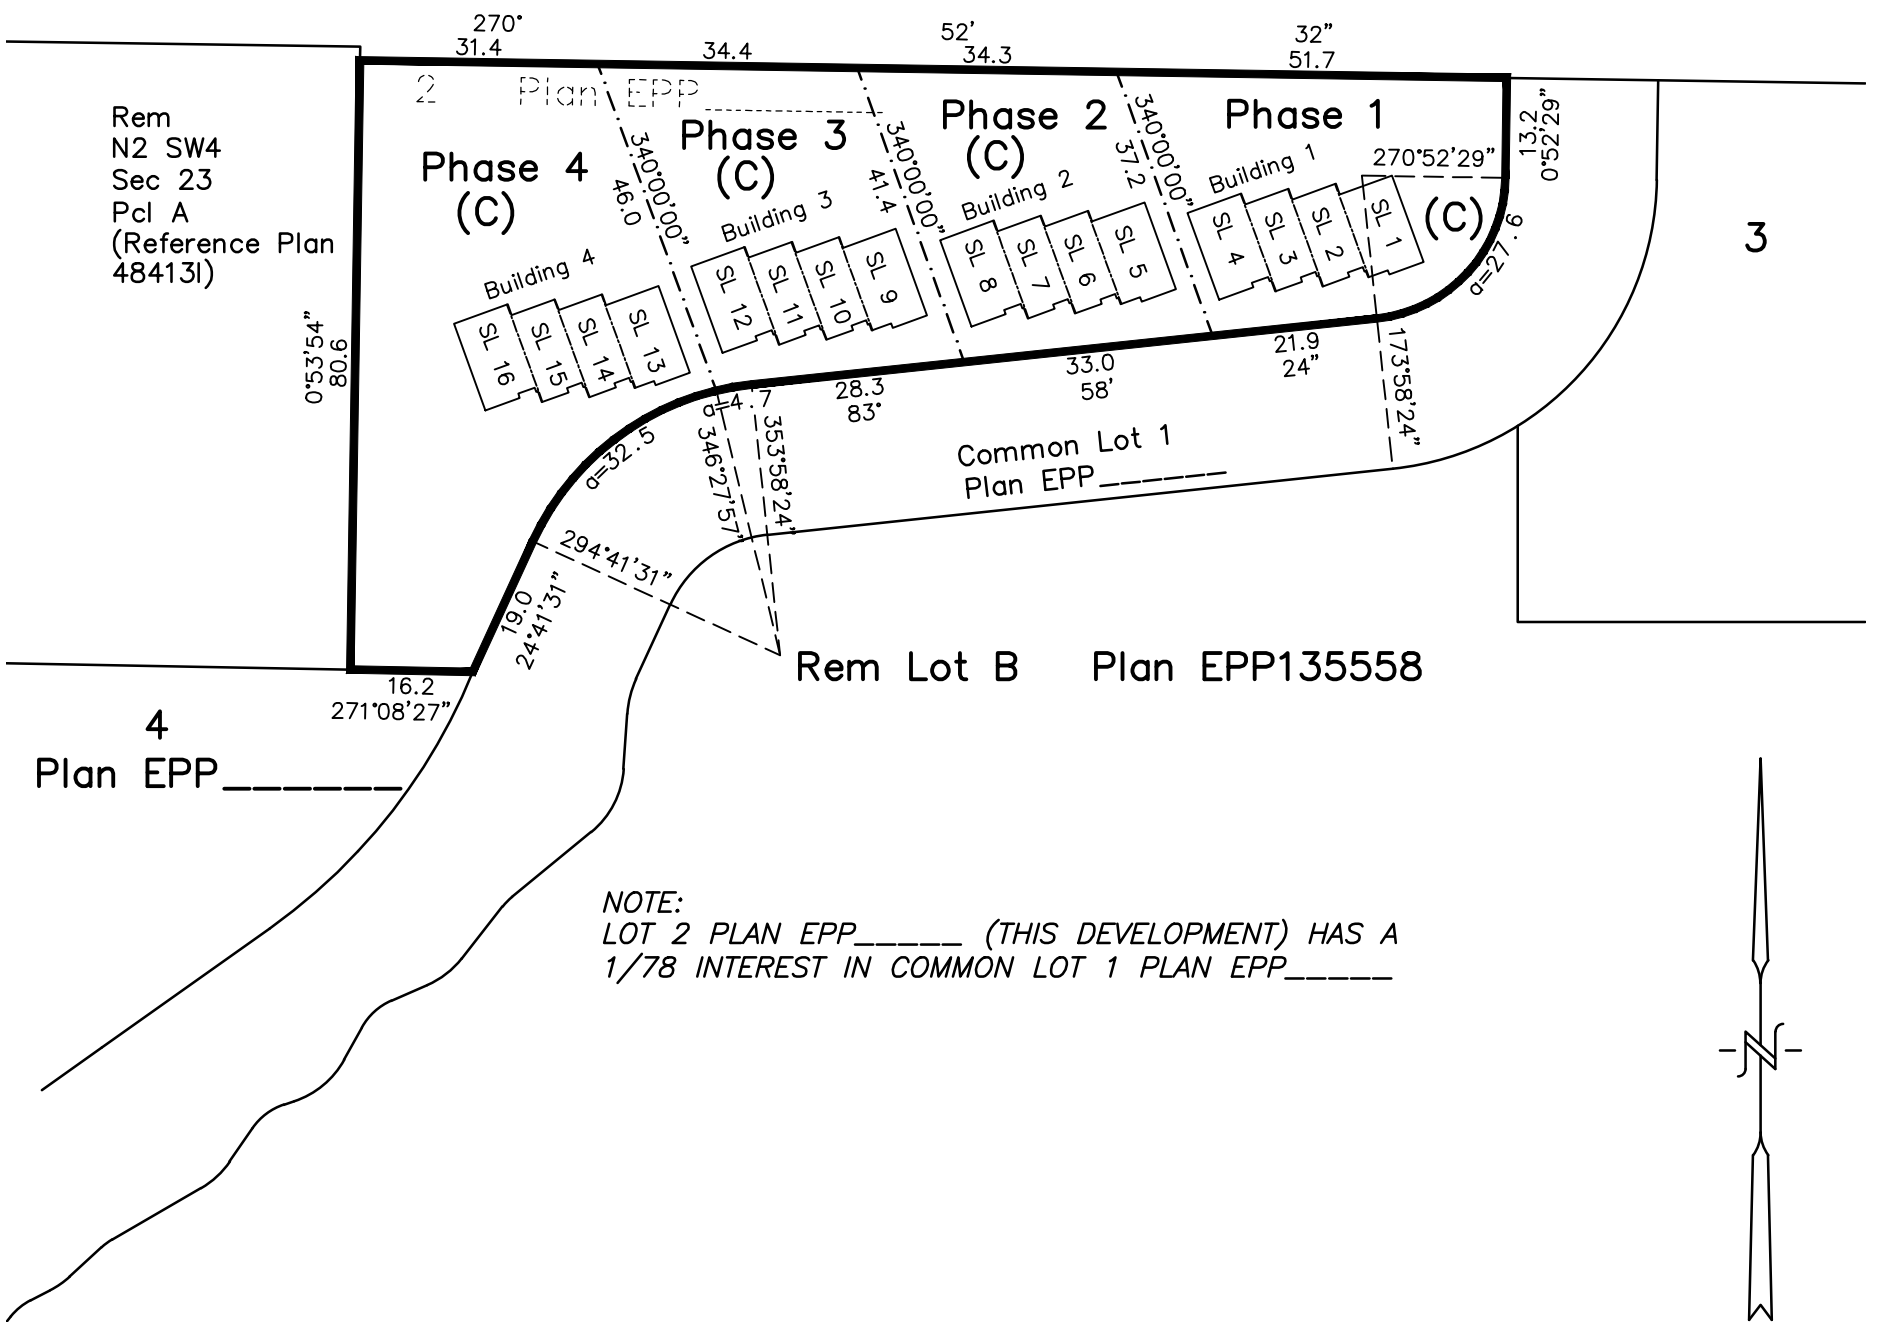 270°
52'
32"
31.4
34.4
34.3
51.7
2 Plan EPP
Rem
N2 SW4
Sec 23
Pcl A
(Reference Plan
48413I)
Phase 4
(C)
Phase 3
(C)
Phase 2
(C)
Phase 1
(C)
340°00'00"
46.0
340°00'00"
41.4
340°00'00"
37.2
270°52'29"
13.2
0°52'29"
a=27.6
3
Building 4
SL 16
SL 15
SL 14
SL 13
Building 3
SL 12
SL 11
SL 10
SL 9
Building 2
SL 8
SL 7
SL 6
SL 5
Building 1
SL 4
SL 3
SL 2
SL 1
0°53'54"
80.6
a=32.5
a=4.7
28.3
83°
33.0
58'
21.9
24"
173°58'24"
346°27'57"
353°58'24"
294°41'31"
19.0
24°41'31"
Common Lot 1
Plan EPP______
Rem Lot B Plan EPP135558
16.2
271°08'27"
4
Plan EPP______
NOTE:
LOT 2 PLAN EPP_____ (THIS DEVELOPMENT) HAS A
1/78 INTEREST IN COMMON LOT 1 PLAN EPP_____
N